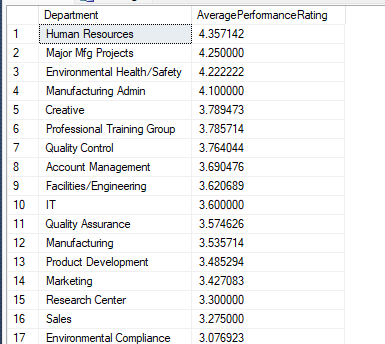 Department AveragePerformanceRating
1 Human Resources 4.357142
2 Major Mfg Projects 4.250000
3 Environmental Health/Safety 4.222222
4 Manufacturing Admin 4.100000
5 Creative 3.789473
6 Professional Training Group 3.785714
7 Quality Control 3.764044
8 Account Management 3.690476
9 Facilities/Engineering 3.620689
10 IT 3.600000
11 Quality Assurance 3.574626
12 Manufacturing 3.535714
13 Product Development 3.485294
14 Marketing 3.427083
15 Research Center 3.300000
16 Sales 3.275000
17 Environmental Compliance 3.076923